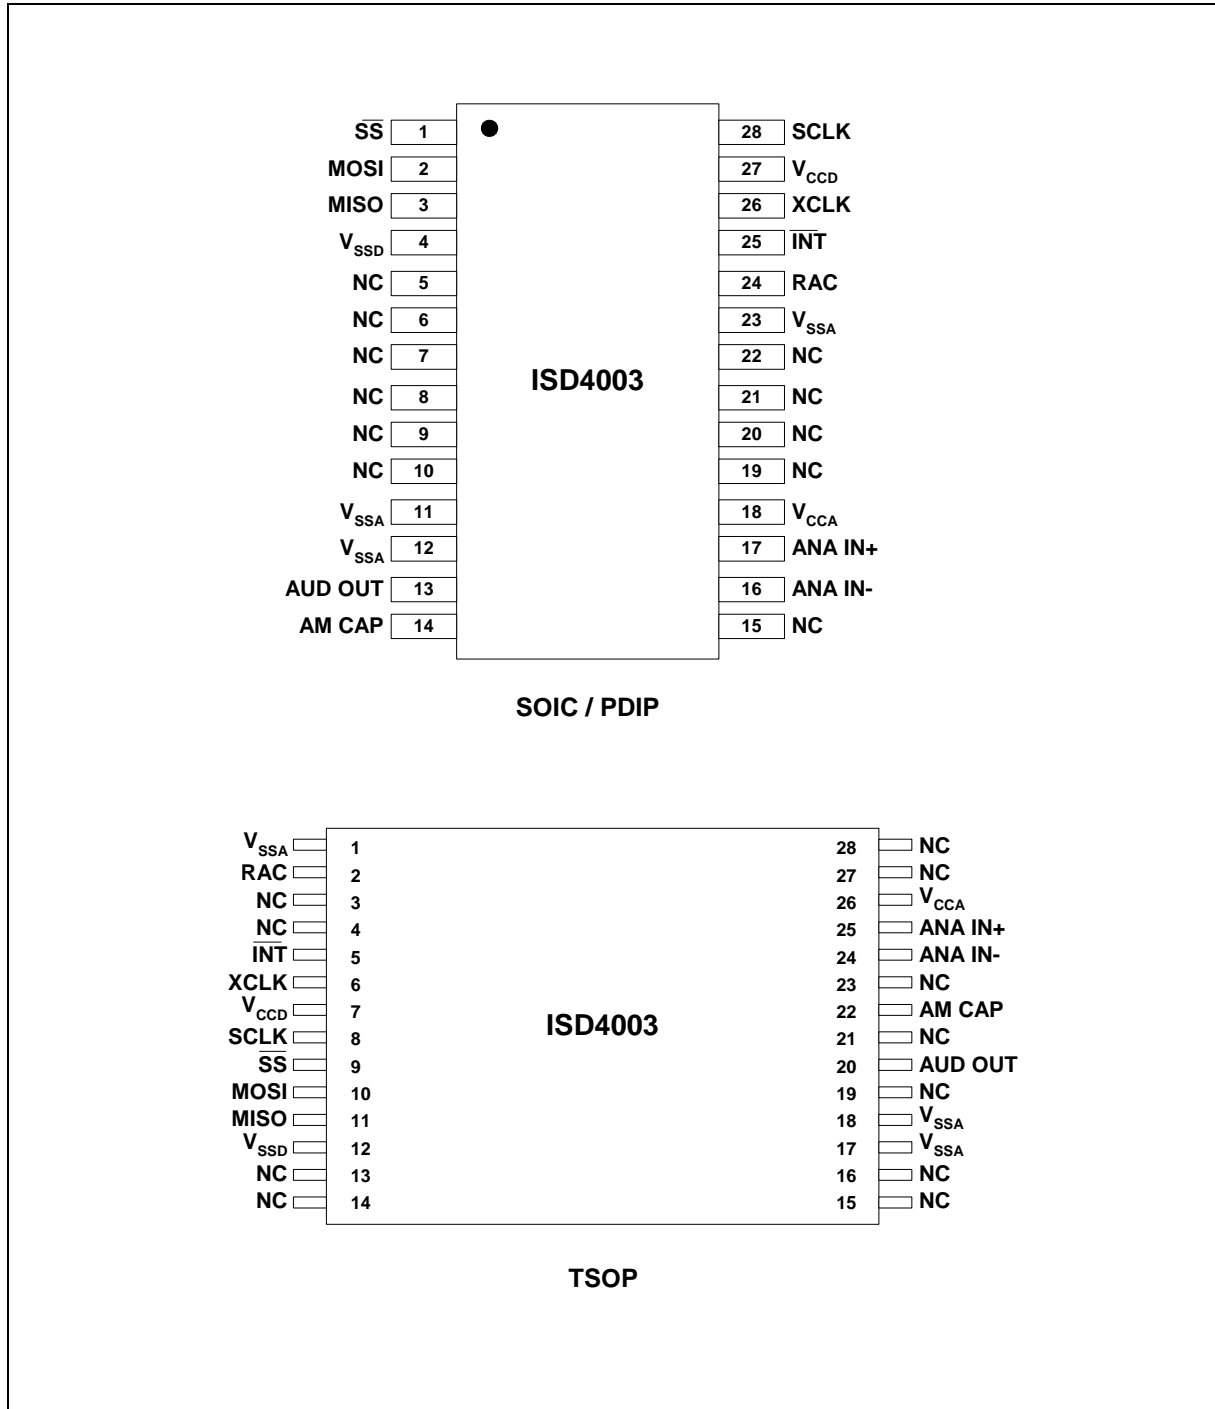 S̅S̅ 1 28 SCLK
MOSI 2 27 VCCD
MISO 3 26 XCLK
VSSD 4 25 I̅N̅T̅
NC 5 24 RAC
NC 6 23 VSSA
NC 7 22 NC
ISD4003
NC 8 21 NC
NC 9 20 NC
NC 10 19 NC
VSSA 11 18 VCCA
VSSA 12 17 ANA IN+
AUD OUT 13 16 ANA IN-
AM CAP 14 15 NC
SOIC / PDIP
VSSA 1 28 NC
RAC 2 27 NC
NC 3 26 VCCA
NC 4 25 ANA IN+
I̅N̅T̅ 5 24 ANA IN-
XCLK 6 23 NC
VCCD 7 22 AM CAP
ISD4003
SCLK 8 21 NC
S̅S̅ 9 20 AUD OUT
MOSI 10 19 NC
MISO 11 18 VSSA
VSSD 12 17 VSSA
NC 13 16 NC
NC 14 15 NC
TSOP